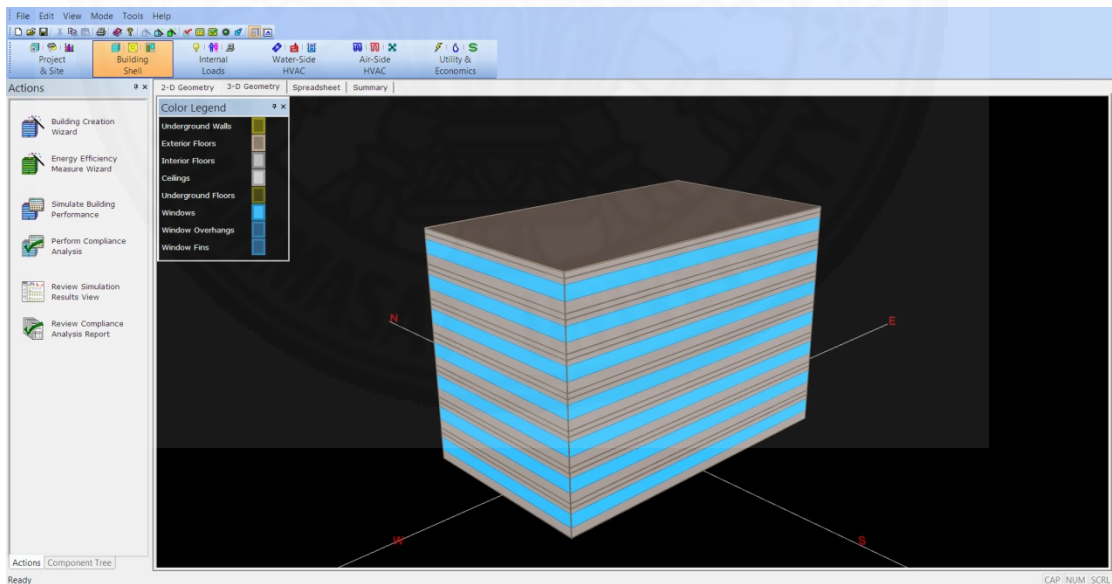 File Edit View Mode Tools Help
Project & Site
Building Shell
Internal Loads
Water-Side HVAC
Air-Side HVAC
Utility & Economics
Actions
2-D Geometry 3-D Geometry Spreadsheet Summary
Building Creation
Wizard
Energy Efficiency
Measure Wizard
Simulate Building
Performance
Perform Compliance
Analysis
Review Simulation
Results View
Review Compliance
Analysis Report
Color Legend
Underground Walls
Exterior Floors
Interior Floors
Ceilings
Underground Floors
Windows
Window Overhangs
Window Fins
N
E
W
S
Actions Component Tree
Ready
CAP NUM SCRL